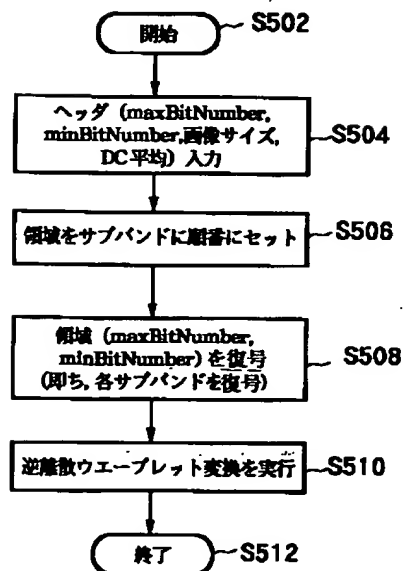 開始
S502
ヘッダ (maxBitNumber,
minBitNumber,画像サイズ,
DC平均) 入力
S504
領域をサブバンドに順番にセット
S506
領域 (maxBitNumber,
minBitNumber) を復号
(即ち, 各サブバンドを復号)
S508
逆離散ウエーブレット変換を実行
S510
終了
S512